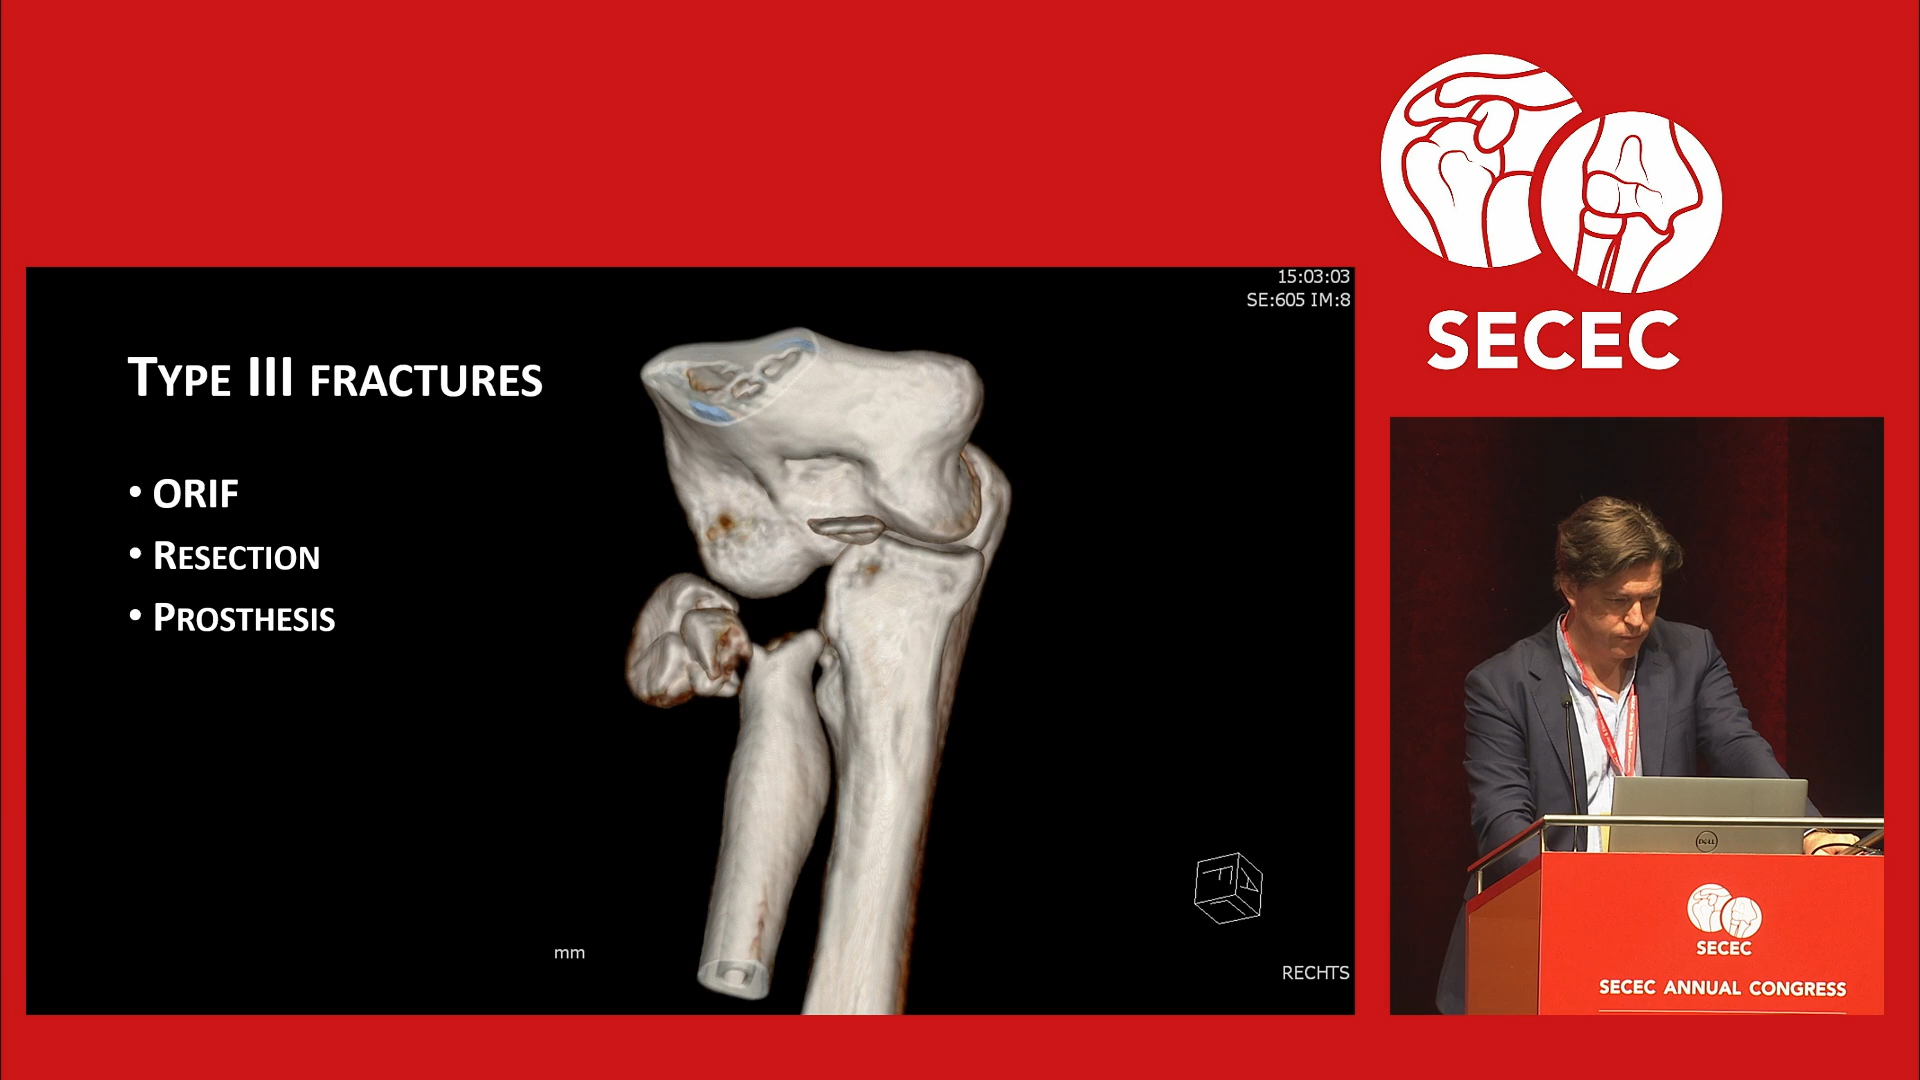 SECEC
15:03:03
SE:605 IM:8
TYPE III FRACTURES
• ORIF
• RESECTION
• PROSTHESIS
mm
RECHTS
F A
DELL
SECEC
SECEC ANNUAL CONGRESS